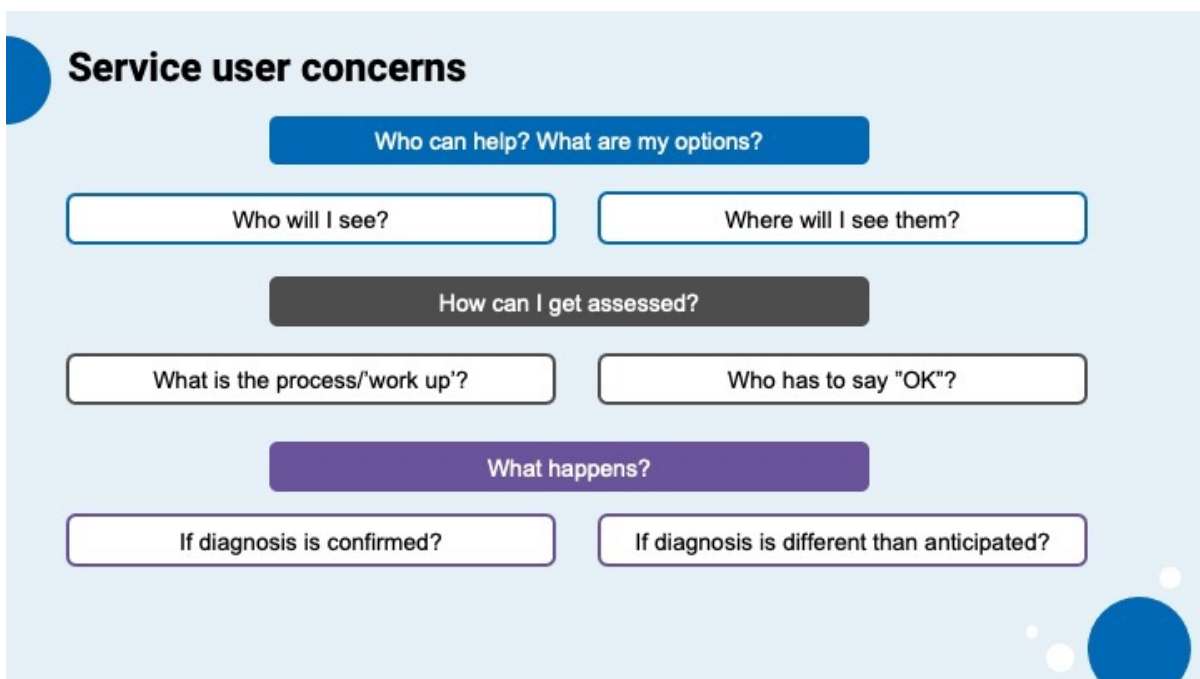 Service user concerns
Who can help? What are my options?
Who will I see?
Where will I see them?
How can I get assessed?
What is the process/'work up'?
Who has to say ”OK”?
What happens?
If diagnosis is confirmed?
If diagnosis is different than anticipated?